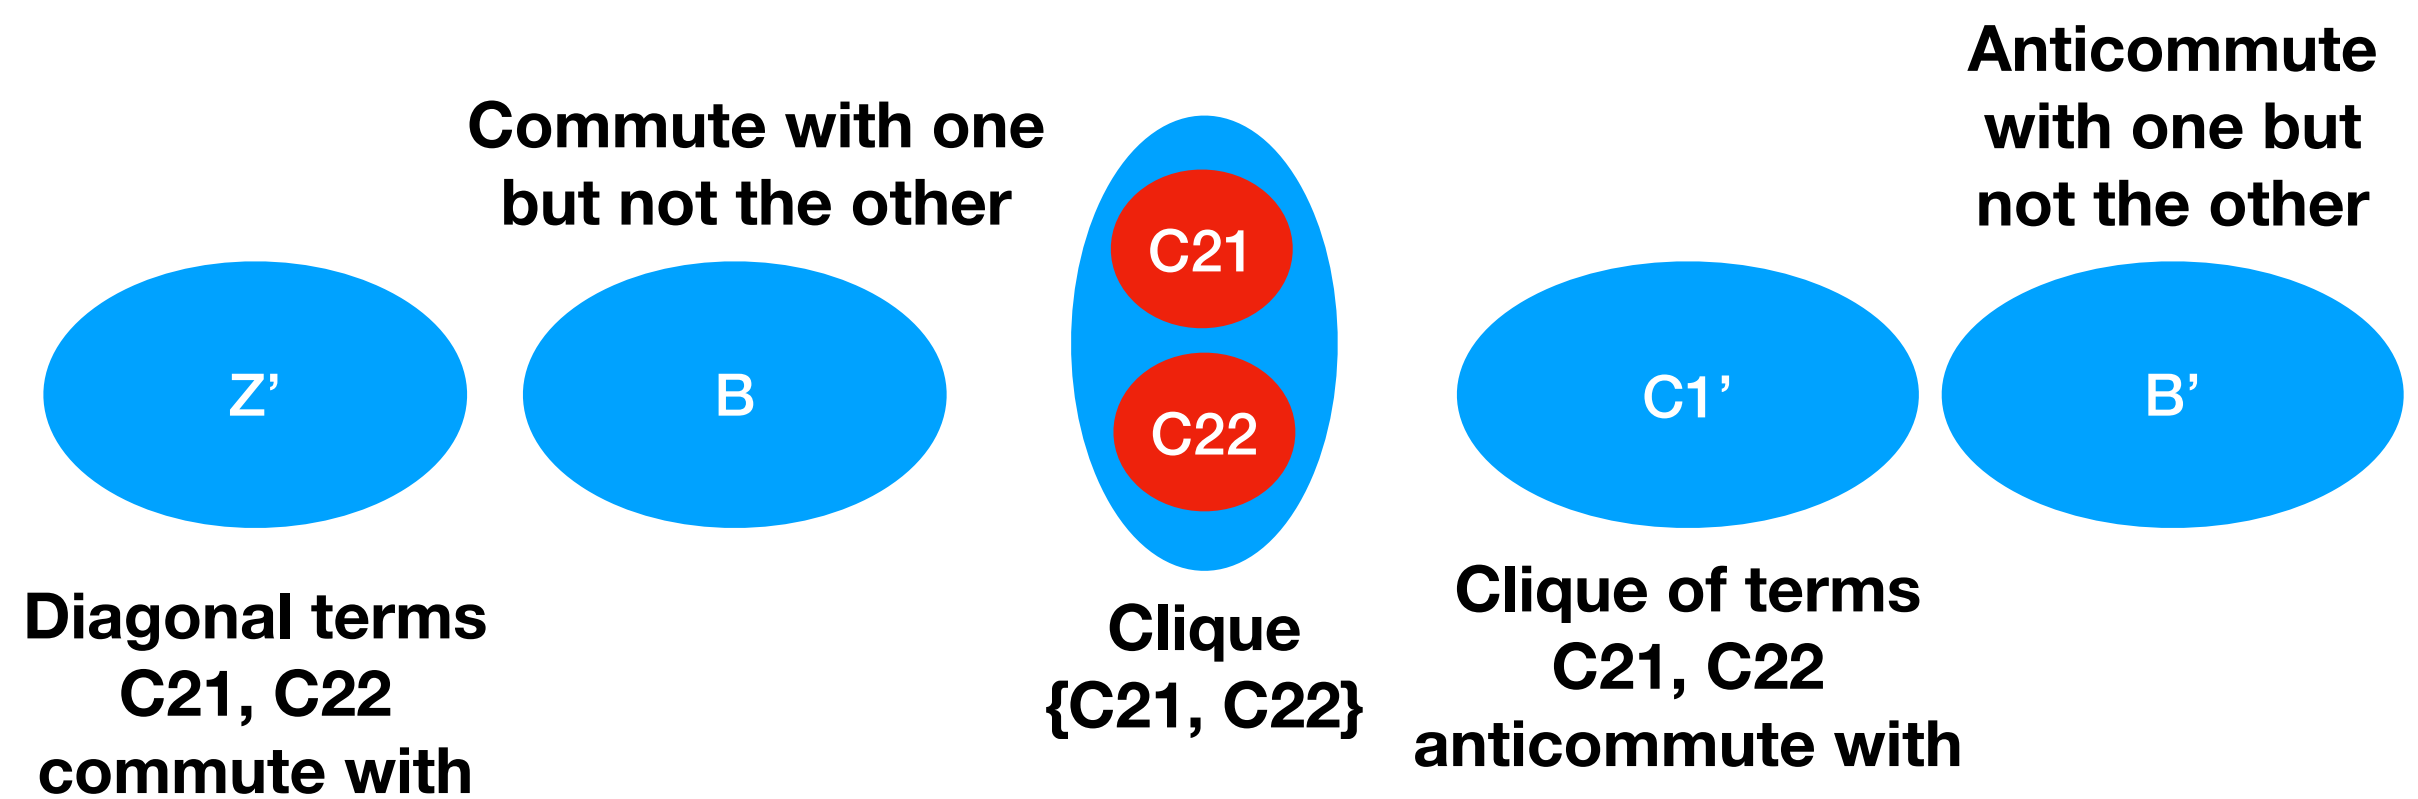 Commute with one
but not the other
Anticommute
with one but
not the other
Z’
B
C21
C22
C1’
B’
Diagonal terms
C21, C22
commute with
Clique
{C21, C22}
Clique of terms
C21, C22
anticommute with